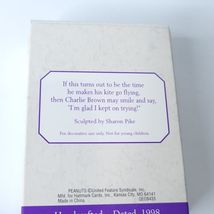 If this turns out to be the time
he makes his kite go flying,
then Charlie Brown may smile and say,
"I'm glad I kept on trying!"
Sculpted by Sharon Pike
For decorative use only. Not for young children.
PEANUTS ©United Feature Syndicate, Inc.
Mfd. for Hallmark Cards, Inc., Kansas City, MO 64141
Made in China
Handcrafted Dated 1998